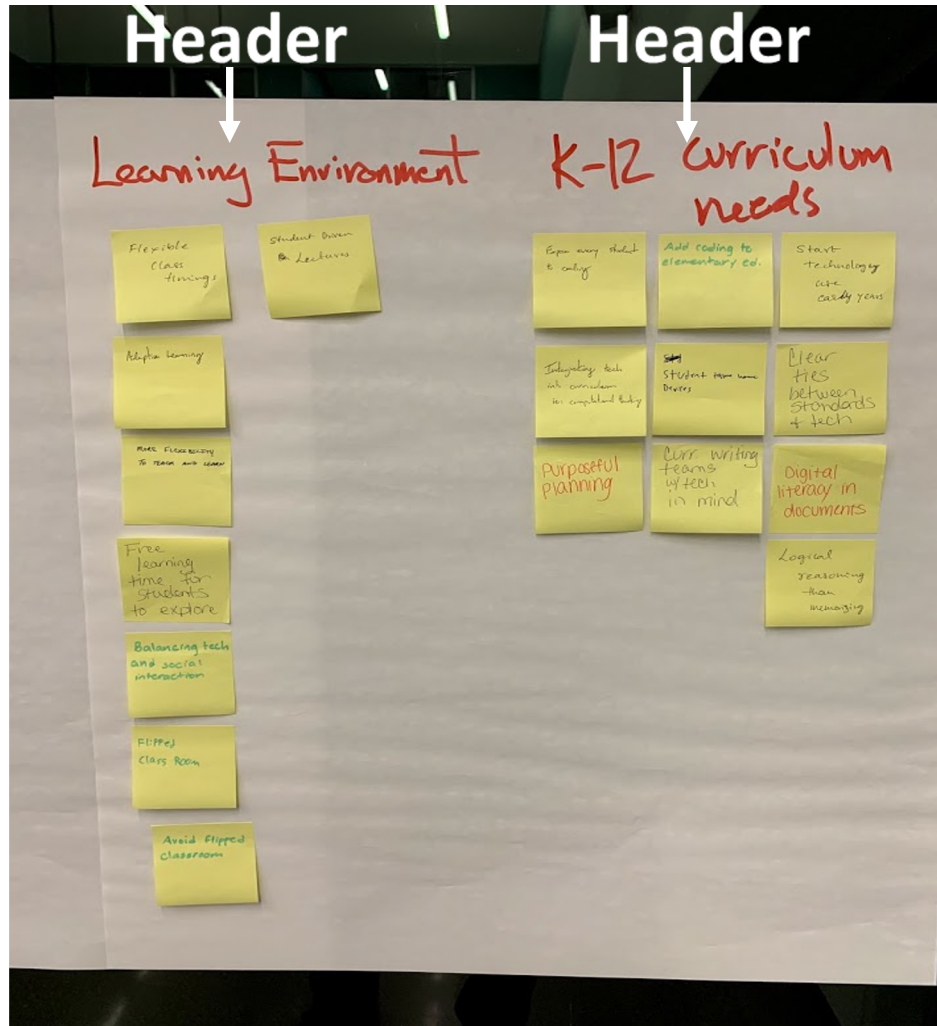 Header
Header
Learning Environment
Flexible
Class
timings
Student Driven
Lectures
Adaptive Learning
MORE FLEXIBILITY
TO TEACH AND LEARN
Free
learning
time for
students
to explore
Balancing tech
and social
interaction
Flipped
Class Room
Avoid Flipped
classroom
K-12 curriculum
needs
Expose every student
to coding
Add coding to
elementary ed.
Start
technology
use
early years
Integrating tech
into curriculum
Student
Devices
Clear
ties
between
standards
& tech
Purposeful
planning
Curr writing
teams
w/tech
in mind
Digital
literacy in
documents
Logical
reasoning
than
memorizing